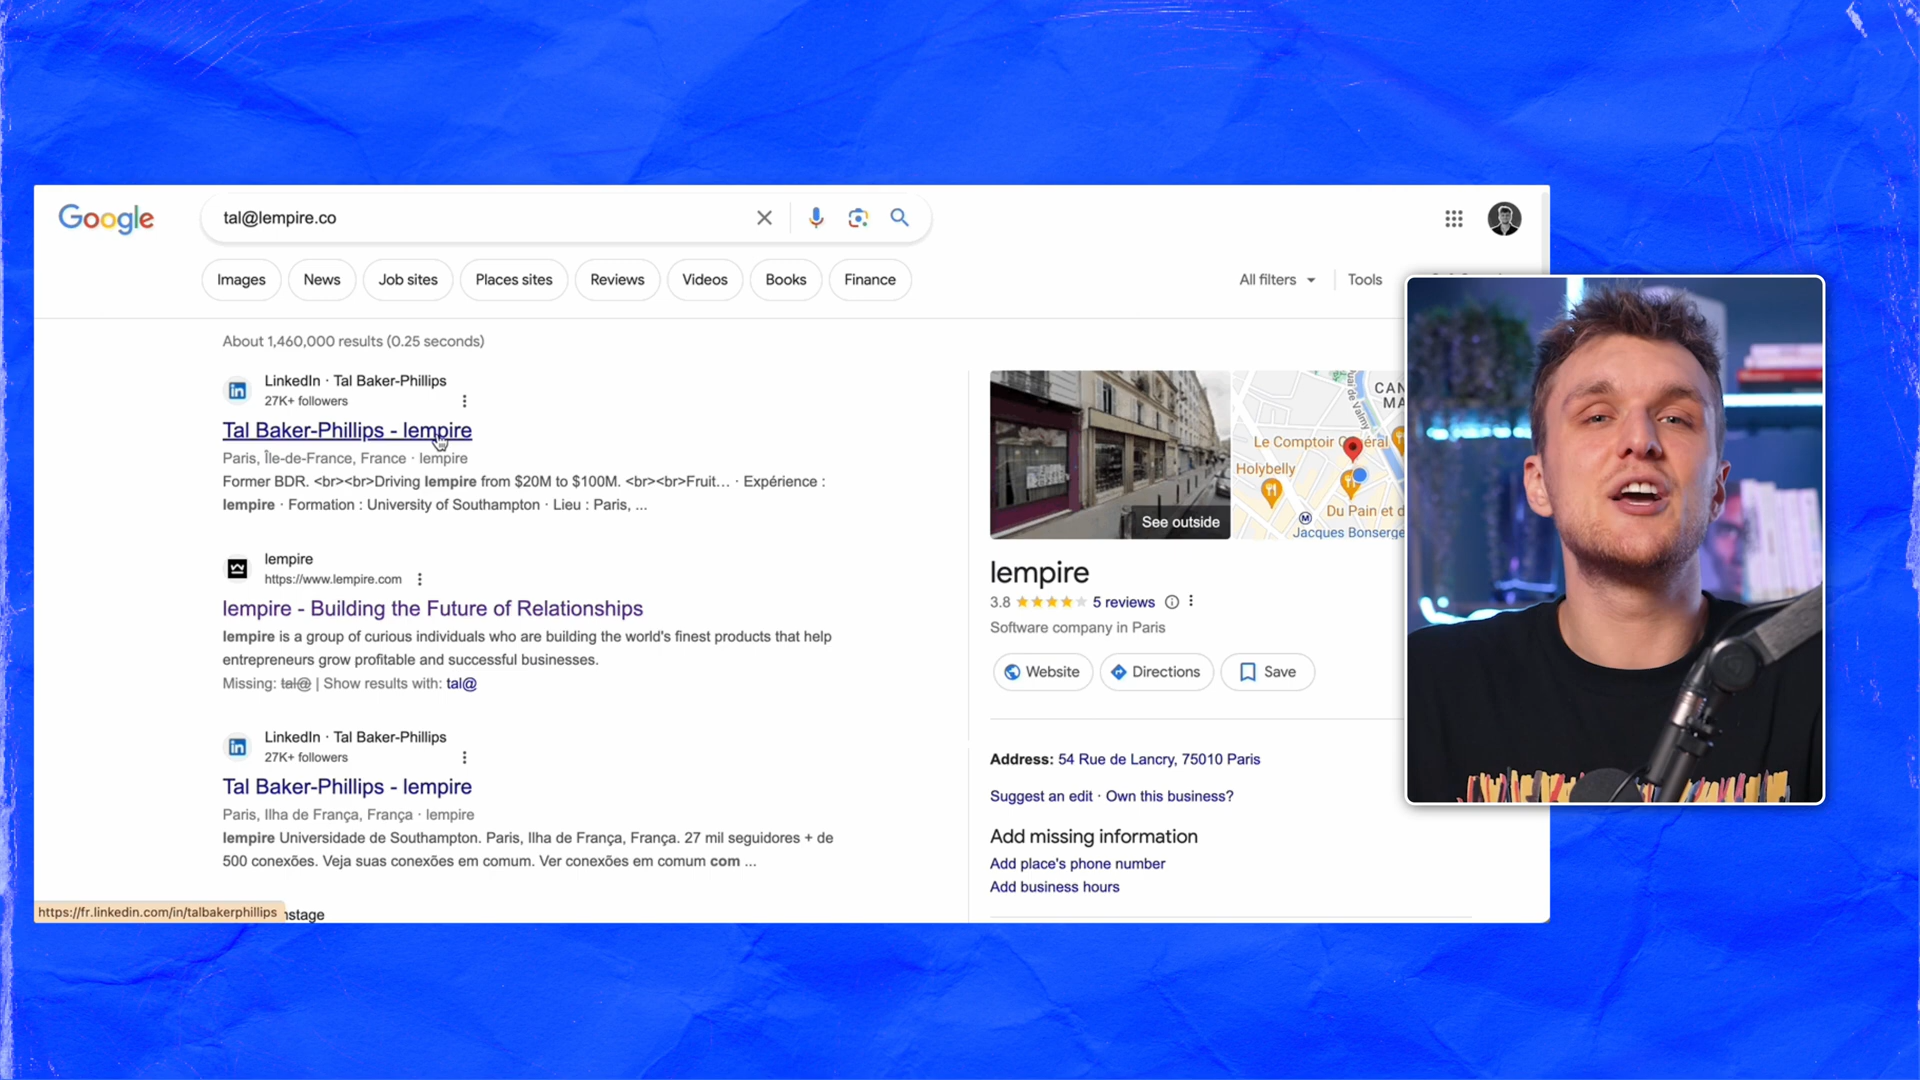 Google
tal@lempire.co
Images
News
Job sites
Places sites
Reviews
Videos
Books
Finance
All filters
Tools
About 1,460,000 results (0.25 seconds)
LinkedIn · Tal Baker-Phillips
27K+ followers
Tal Baker-Phillips - lempire
Paris, Île-de-France, France · lempire
Former BDR. <br><br>Driving lempire from $20M to $100M. <br><br>Fruit... · Expérience :
lempire · Formation : University of Southampton · Lieu : Paris, ...
lempire
https://www.lempire.com
lempire - Building the Future of Relationships
lempire is a group of curious individuals who are building the world's finest products that help
entrepreneurs grow profitable and successful businesses.
Missing: tal@ | Show results with: tal@
LinkedIn · Tal Baker-Phillips
27K+ followers
Tal Baker-Phillips - lempire
Paris, Ilha de França, França · lempire
lempire Universidade de Southampton. Paris, Ilha de França, França. 27 mil seguidores + de
500 conexões. Veja suas conexões em comum. Ver conexões em comum com ...
https://fr.linkedin.com/in/talbakerphillips
See outside
CAN
MA
Quai de Valmy
Le Comptoir Général
Holybelly
Du Pain et d
Jacques Bonserge
lempire
3.8
5 reviews
Software company in Paris
Website
Directions
Save
Address: 54 Rue de Lancry, 75010 Paris
Suggest an edit · Own this business?
Add missing information
Add place's phone number
Add business hours